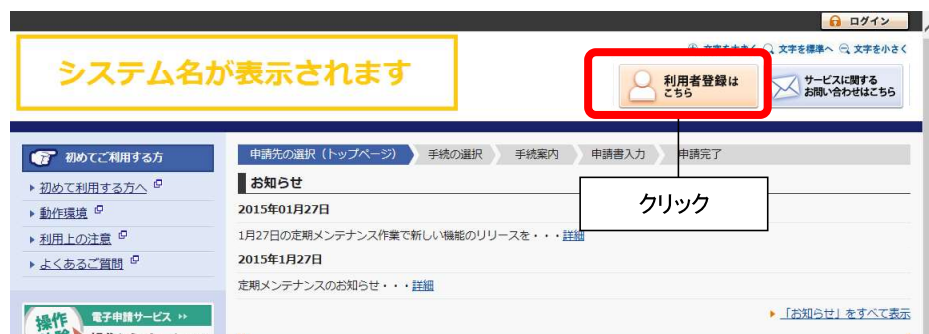 ログイン
文字を大きく 文字を標準へ 文字を小さく
システム名が表示されます
利用者登録は
こちら
サービスに関する
お問い合わせはこちら
初めてご利用する方
初めて利用する方へ
動作環境
利用上の注意
よくあるご質問
電子申請サービス
操作
申請先の選択（トップページ） 手続の選択 手続案内 申請書入力 申請完了
お知らせ
クリック
2015年01月27日
1月27日の定期メンテナンス作業で新しい機能のリリースを・・・詳細
2015年1月27日
定期メンテナンスのお知らせ・・・詳細
「お知らせ」をすべて表示